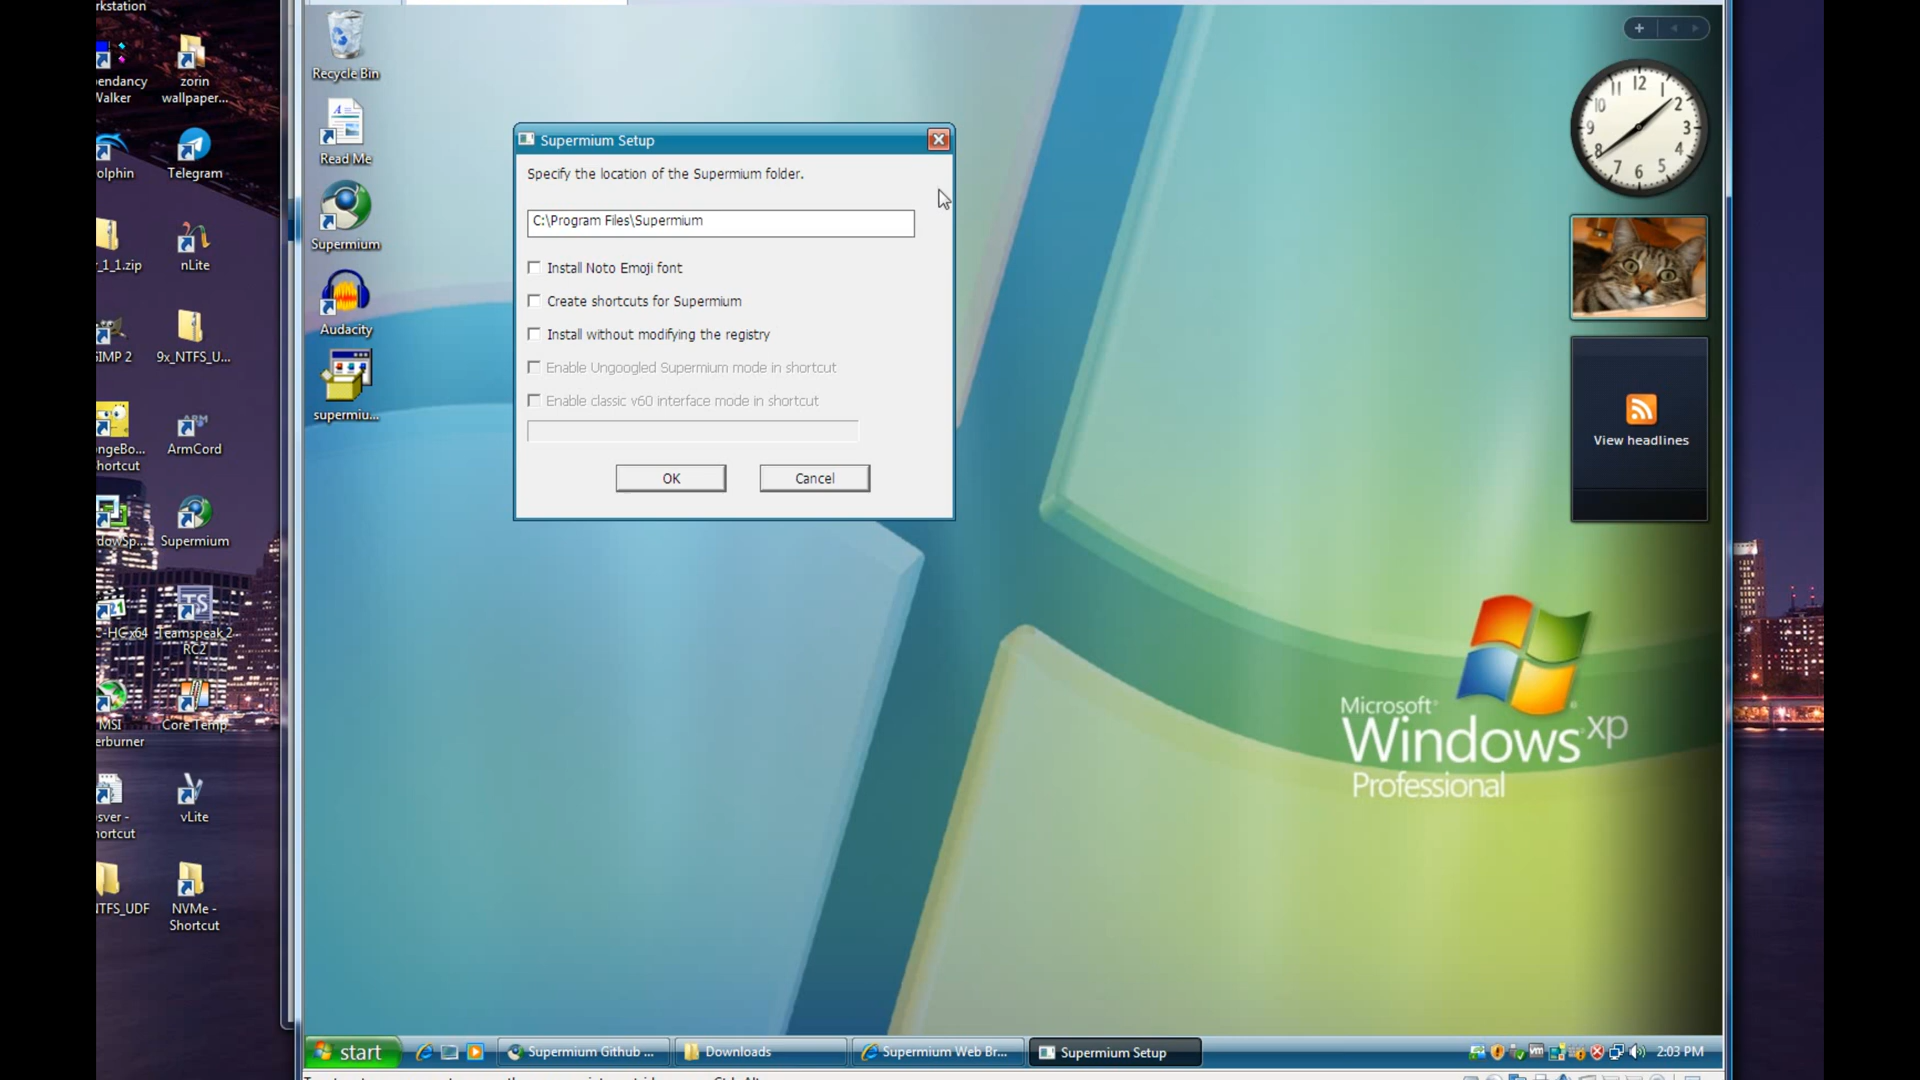 rkstation
endancy
Walker
zorin
wallpaper...
olphin
Telegram
r_1_1.zip
nLite
GIMP 2
9x_NTFS_U...
ngeBo...
hortcut
ArmCord
dowSp...
Supermium
C-HC-x64
Teamspeak 2
RC2
MSI
erburner
Core Temp
sver -
hortcut
vLite
NTFS_UDF
NVMe -
Shortcut
Recycle Bin
Read Me
Supermium
Audacity
supermiu...
Supermium Setup
Specify the location of the Supermium folder.
C:\Program Files\Supermium
Install Noto Emoji font
Create shortcuts for Supermium
Install without modifying the registry
Enable Ungoogled Supermium mode in shortcut
Enable classic v60 interface mode in shortcut
OK
Cancel
12
1
2
3
4
5
6
7
8
9
10
11
View headlines
Microsoft®
Windows xp
Professional
start
Supermium Github ...
Downloads
Supermium Web Br...
Supermium Setup
2:03 PM